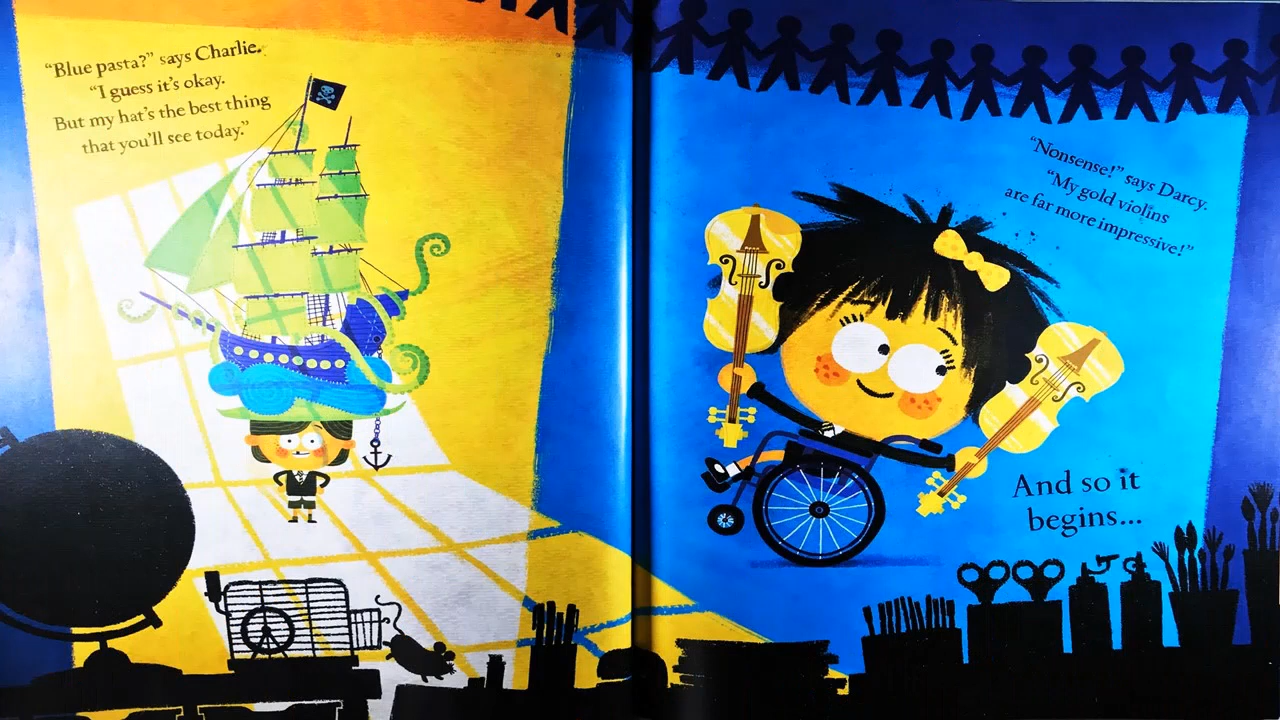 “Blue pasta?” says Charlie.
“I guess it’s okay.
But my hat’s the best thing
that you’ll see today.”
“Nonsense!” says Darcy.
“My gold violins
are far more impressive!”
And so it
begins...